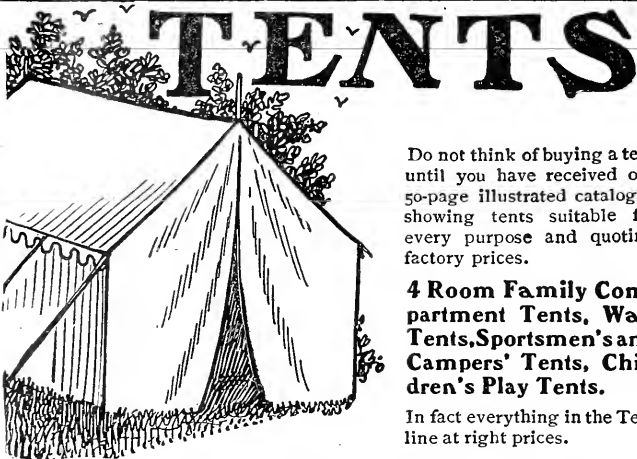 TENTS
Do not think of buying a te
until you have received o
50-page illustrated catalog
showing tents suitable f
every purpose and quotin
factory prices.
4 Room Family Com
partment Tents, Wa
Tents,Sportsmen's an
Campers' Tents, Chi
dren's Play Tents.
In fact everything in the Te
line at right prices.